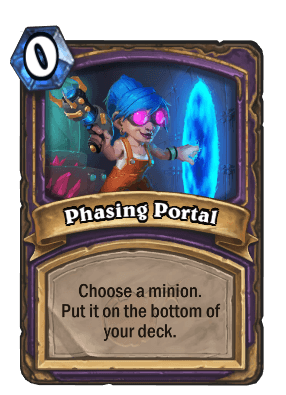 0
Phasing Portal
Choose a minion.
Put it on the bottom of
your deck.